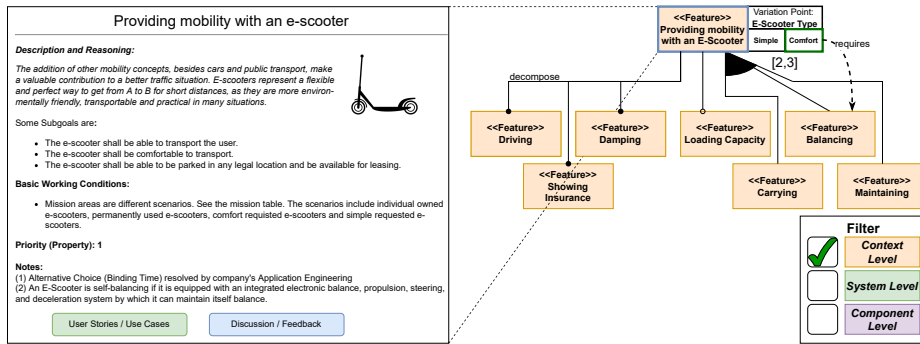 Providing mobility with an e-scooter
Description and Reasoning:
The addition of other mobility concepts, besides cars and public transport, make
a valuable contribution to a better traffic situation. E-scooters represent a flexible
and perfect way to get from A to B for short distances, as they are more environ-
mentally friendly, transportable and practical in many situations.
Some Subgoals are:
• The e-scooter shall be able to transport the user.
• The e-scooter shall be comfortable to transport.
• The e-scooter shall be able to be parked in any legal location and be available for leasing.
Basic Working Conditions:
• Mission areas are different scenarios. See the mission table. The scenarios include individual owned
e-scooters, permanently used e-scooters, comfort requisted e-scooters and simple requested e-
scooters.
Priority (Property): 1
Notes:
(1) Alternative Choice (Binding Time) resolved by company's Application Engineering
(2) An E-Scooter is self-balancing if it is equipped with an integrated electronic balance, propulsion, steering,
and deceleration system by which it can maintain itself balance.
User Stories / Use Cases
Discussion / Feedback
<<Feature>>
Providing mobility
with an E-Scooter
Variation Point:
E-Scooter Type
Simple
Comfort
requires
[2,3]
decompose
<<Feature>>
Driving
<<Feature>>
Damping
<<Feature>>
Loading Capacity
<<Feature>>
Balancing
<<Feature>>
Showing
Insurance
<<Feature>>
Carrying
<<Feature>>
Maintaining
Filter
Context
Level
System Level
Component
Level